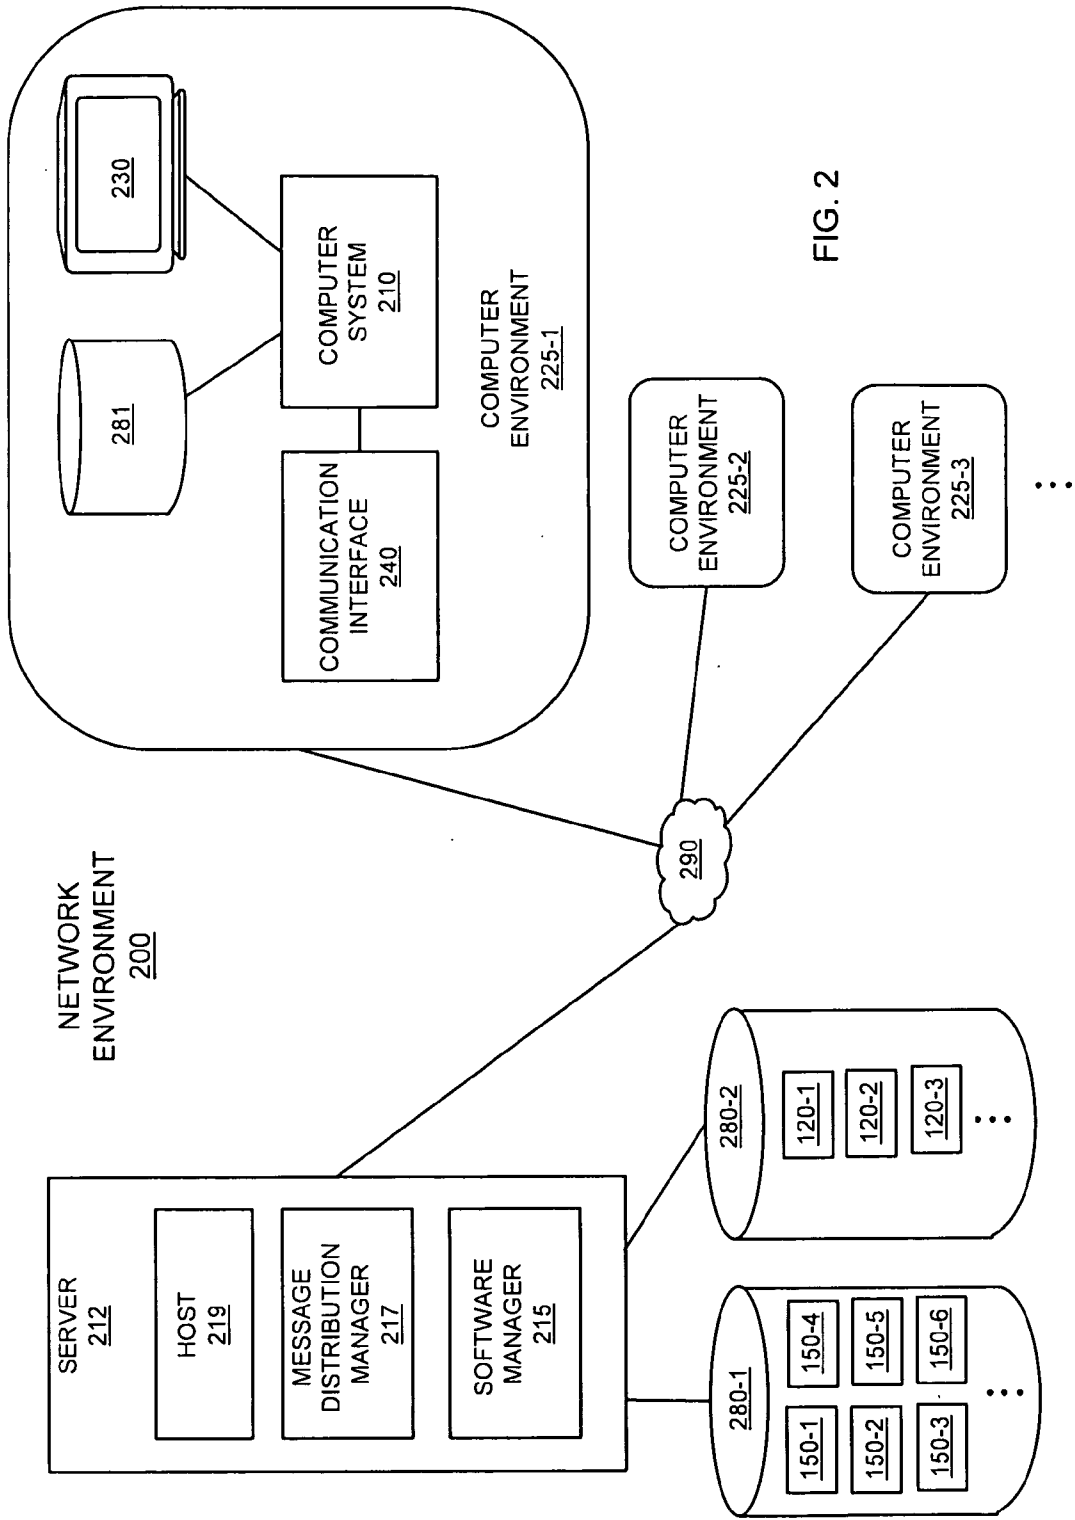 NETWORK
ENVIRONMENT
200
SERVER
212
HOST
219
MESSAGE
DISTRIBUTION
MANAGER
217
SOFTWARE
MANAGER
215
280-1
150-1
150-4
150-2
150-5
150-3
150-6
280-2
120-1
120-2
120-3
290
281
230
COMMUNICATION
INTERFACE
240
COMPUTER
SYSTEM
210
COMPUTER
ENVIRONMENT
225-1
COMPUTER
ENVIRONMENT
225-2
COMPUTER
ENVIRONMENT
225-3
FIG. 2